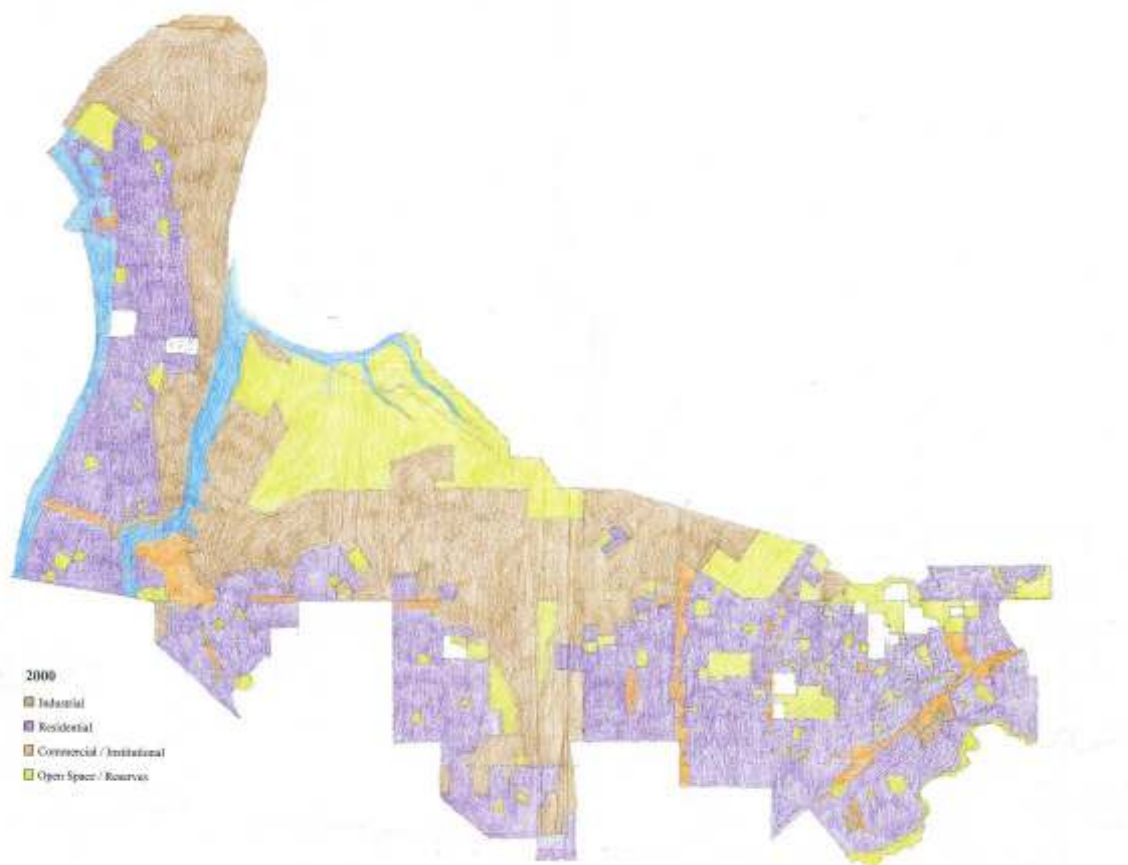 2000
Industrial
Residential
Commercial / Institutional
Open Space / Reserves